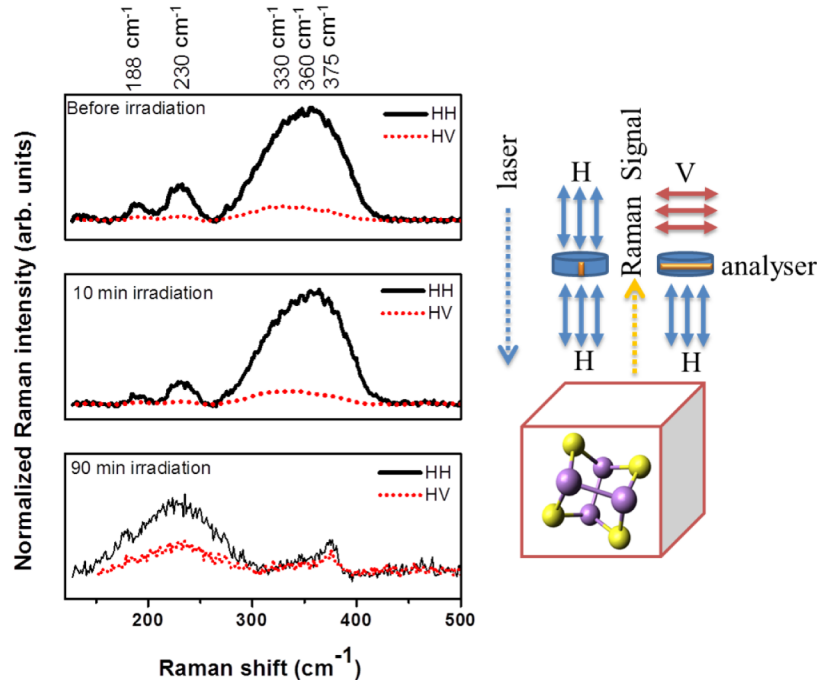 188 cm⁻¹
230 cm⁻¹
330 cm⁻¹
360 cm⁻¹
375 cm⁻¹
Normalized Raman intensity (arb. units)
Before irradiation
HH
HV
10 min irradiation
HH
HV
90 min irradiation
HH
HV
200 300 400 500
Raman shift (cm⁻¹)
laser
H
Raman Signal
V
analyser
H
H